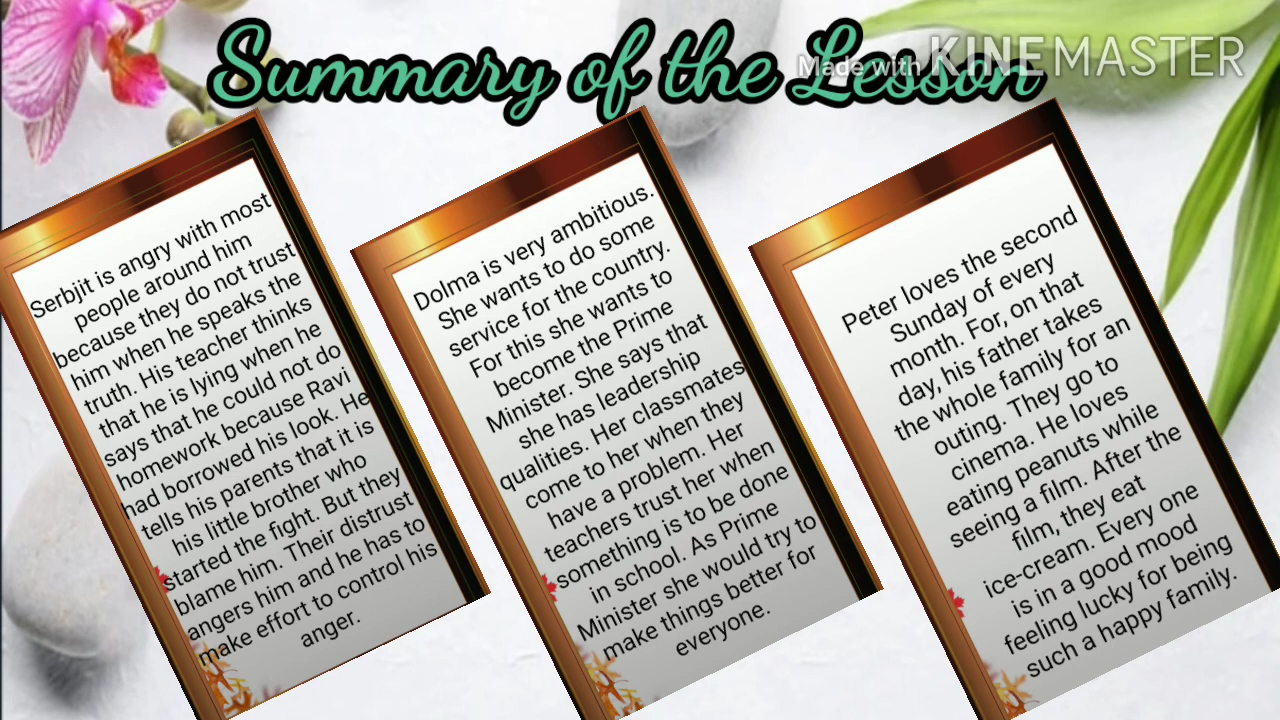 Summary of the Lesson
Made with KINEMASTER
Serbjit is angry with most
people around him
because they do not trust
him when he speaks the
truth. His teacher thinks
that he is lying when he
says that he could not do
homework because Ravi
had borrowed his look. He
tells his parents that it is
his little brother who
started the fight. But they
blame him. Their distrust
angers him and he has to
make effort to control his
anger.
Dolma is very ambitious.
She wants to do some
service for the country.
For this she wants to
become the Prime
Minister. She says that
she has leadership
qualities. Her classmates
come to her when they
have a problem. Her
teachers trust her when
something is to be done
in school. As Prime
Minister she would try to
make things better for
everyone.
Peter loves the second
Sunday of every
month. For, on that
day, his father takes
the whole family for an
outing. They go to
cinema. He loves
eating peanuts while
seeing a film. After the
film, they eat
ice-cream. Every one
is in a good mood
feeling lucky for being
such a happy family.